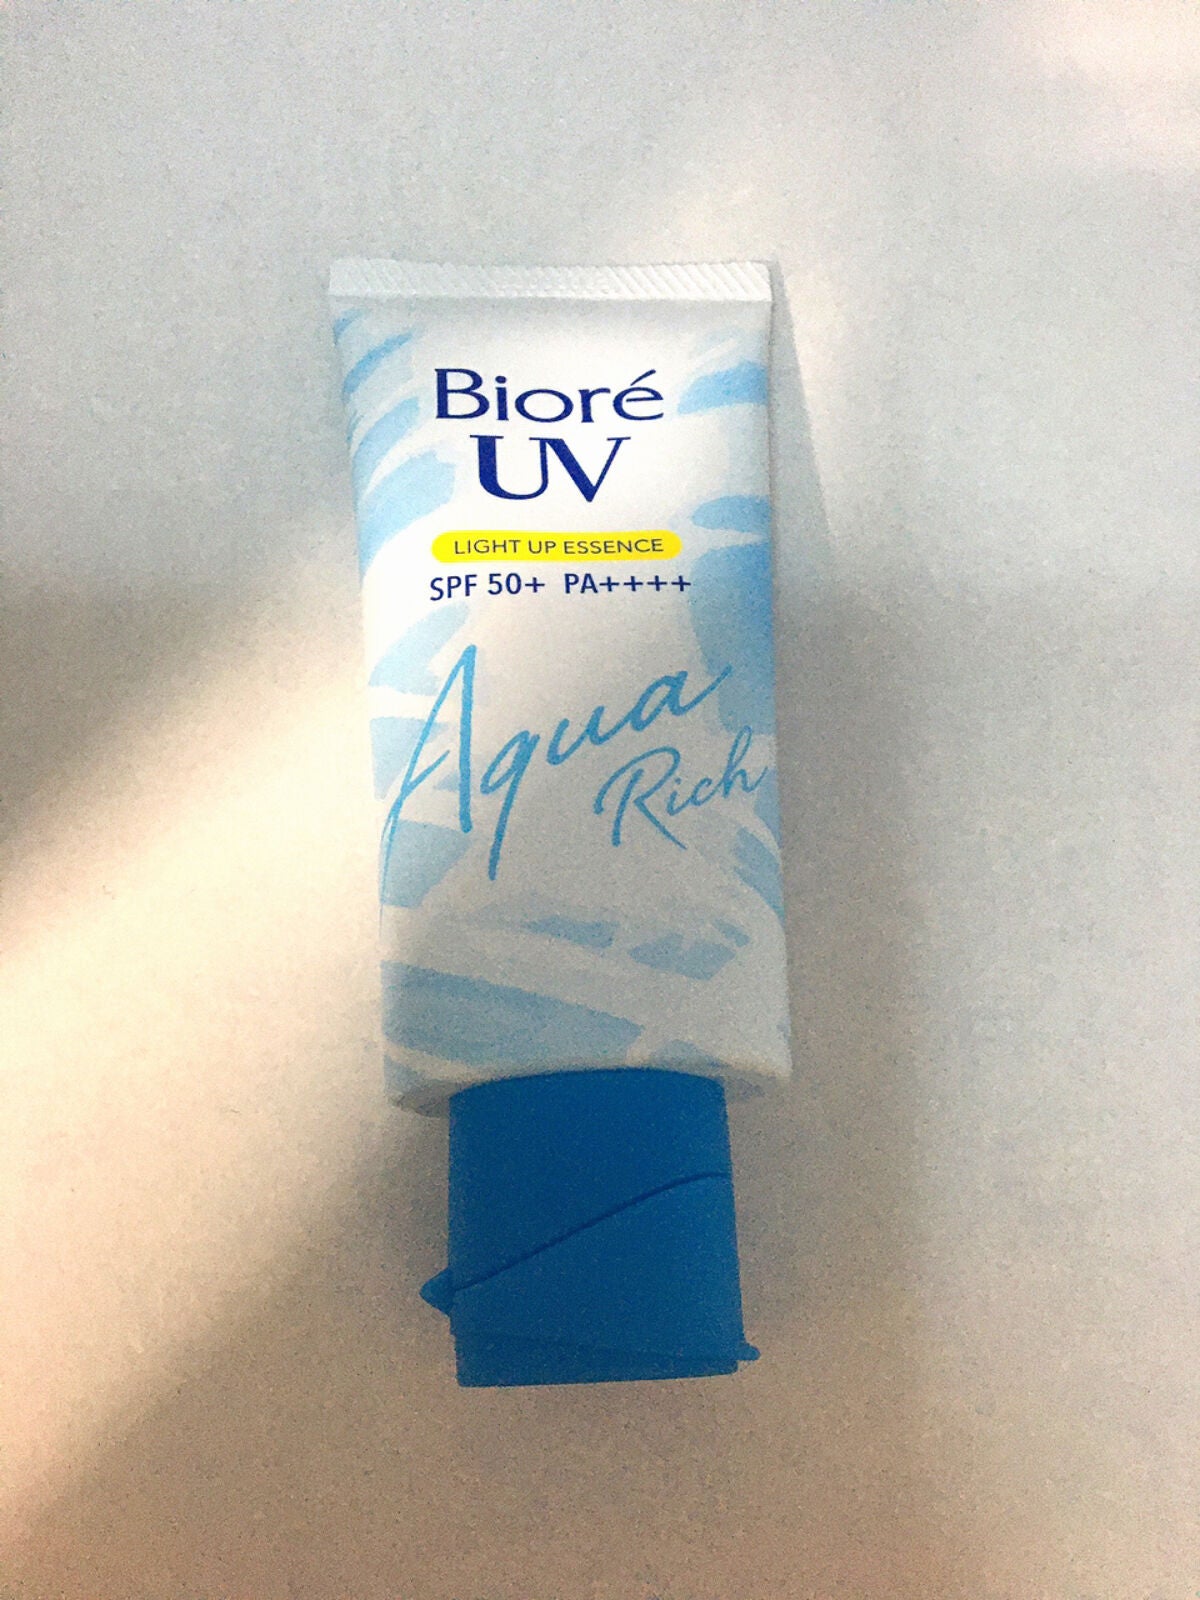 Bioré
UV
LIGHT UP ESSENCE
SPF 50+ PA++++
Aqua
Rich